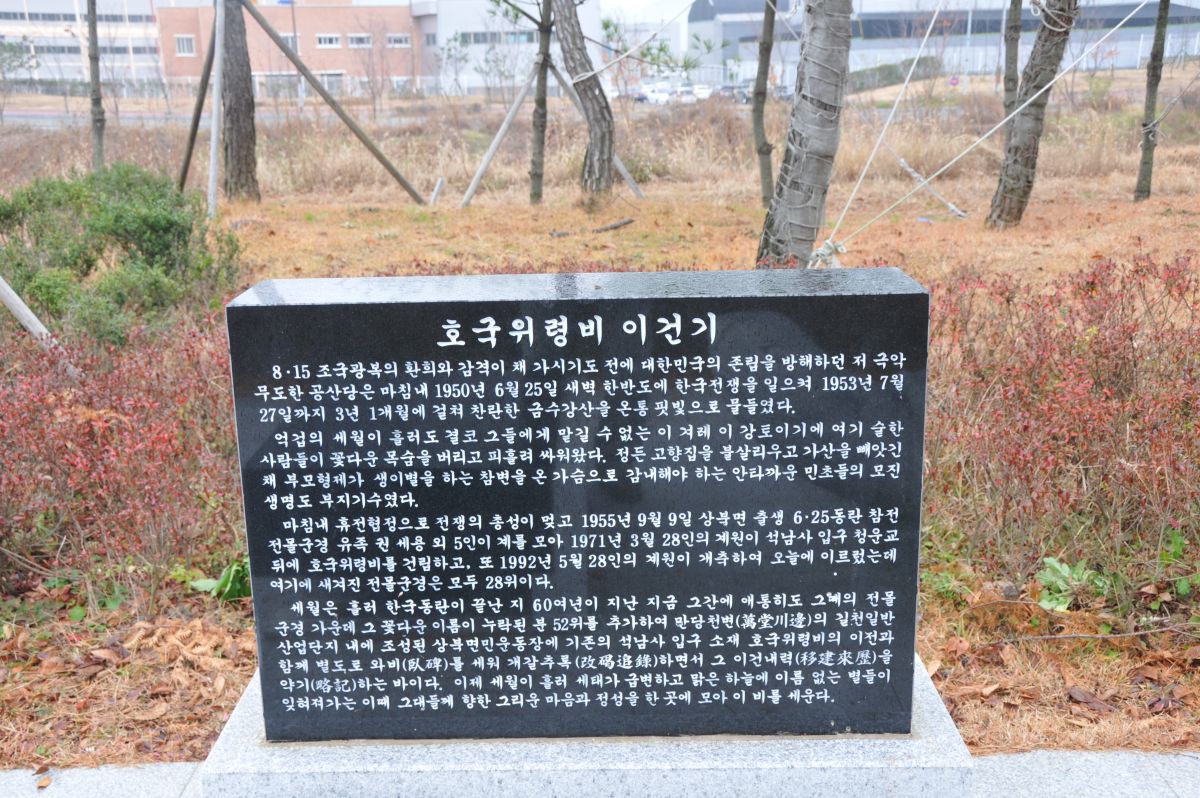 호국위령비 이건기
8·15 조국광복의 환희와 감격이 채 가시기도 전에 대한민국의 존립을 방해하던 저 극악
무도한 공산당은 마침내 1950년 6월 25일 새벽 한반도에 한국전쟁을 일으켜 1953년 7월
27일까지 3년 1개월에 걸쳐 찬란한 금수강산을 온통 핏빛으로 물들였다.
억겁의 세월이 흘러도 결코 그들에게 맡길 수 없는 이 겨레 이 강토이기에 여기 숱한
사람들이 꽃다운 목숨을 버리고 피흘려 싸워왔다. 정든 고향집을 불살리우고 가산을 빼앗긴
채 부모형제가 생이별을 하는 참변을 온 가슴으로 감내해야 하는 안타까운 민초들의 모진
생명도 부지기수였다.
마침내 휴전협정으로 전쟁의 총성이 멎고 1955년 9월 9일 상북면 출생 6·25동란 참전
전몰군경 유족 권 세용 외 5인이 계를 모아 1971년 3월 28인의 계원이 석남사 입구 청운교
뒤에 호국위령비를 건립하고, 또 1992년 5월 28인의 계원이 개축하여 오늘에 이르렀는데
여기에 새겨진 전몰군경은 모두 28위이다.
세월은 흘러 한국동란이 끝난 지 60여년이 지난 지금 그간에 애통히도 그대의 전몰
군경 가운데 그 꽃다운 이름이 누락된 분 52위를 추가하여 만당천변(萬堂川邊)의 길천일반
산업단지 내에 조성된 상북면민운동장에 기존의 석남사 입구 소재 호국위령비의 이전과
함께 별도로 와비(臥碑)를 세워 개갈추록(改碣追錄)하면서 그 이건내력(移建來歷)을
약기(略記)하는 바이다. 이제 세월이 흘러 세태가 급변하고 맑은 하늘에 이름 없는 별들이
잊혀져가는 이때 그대들께 향한 그리운 마음과 정성을 한 곳에 모아 이 비를 세운다.